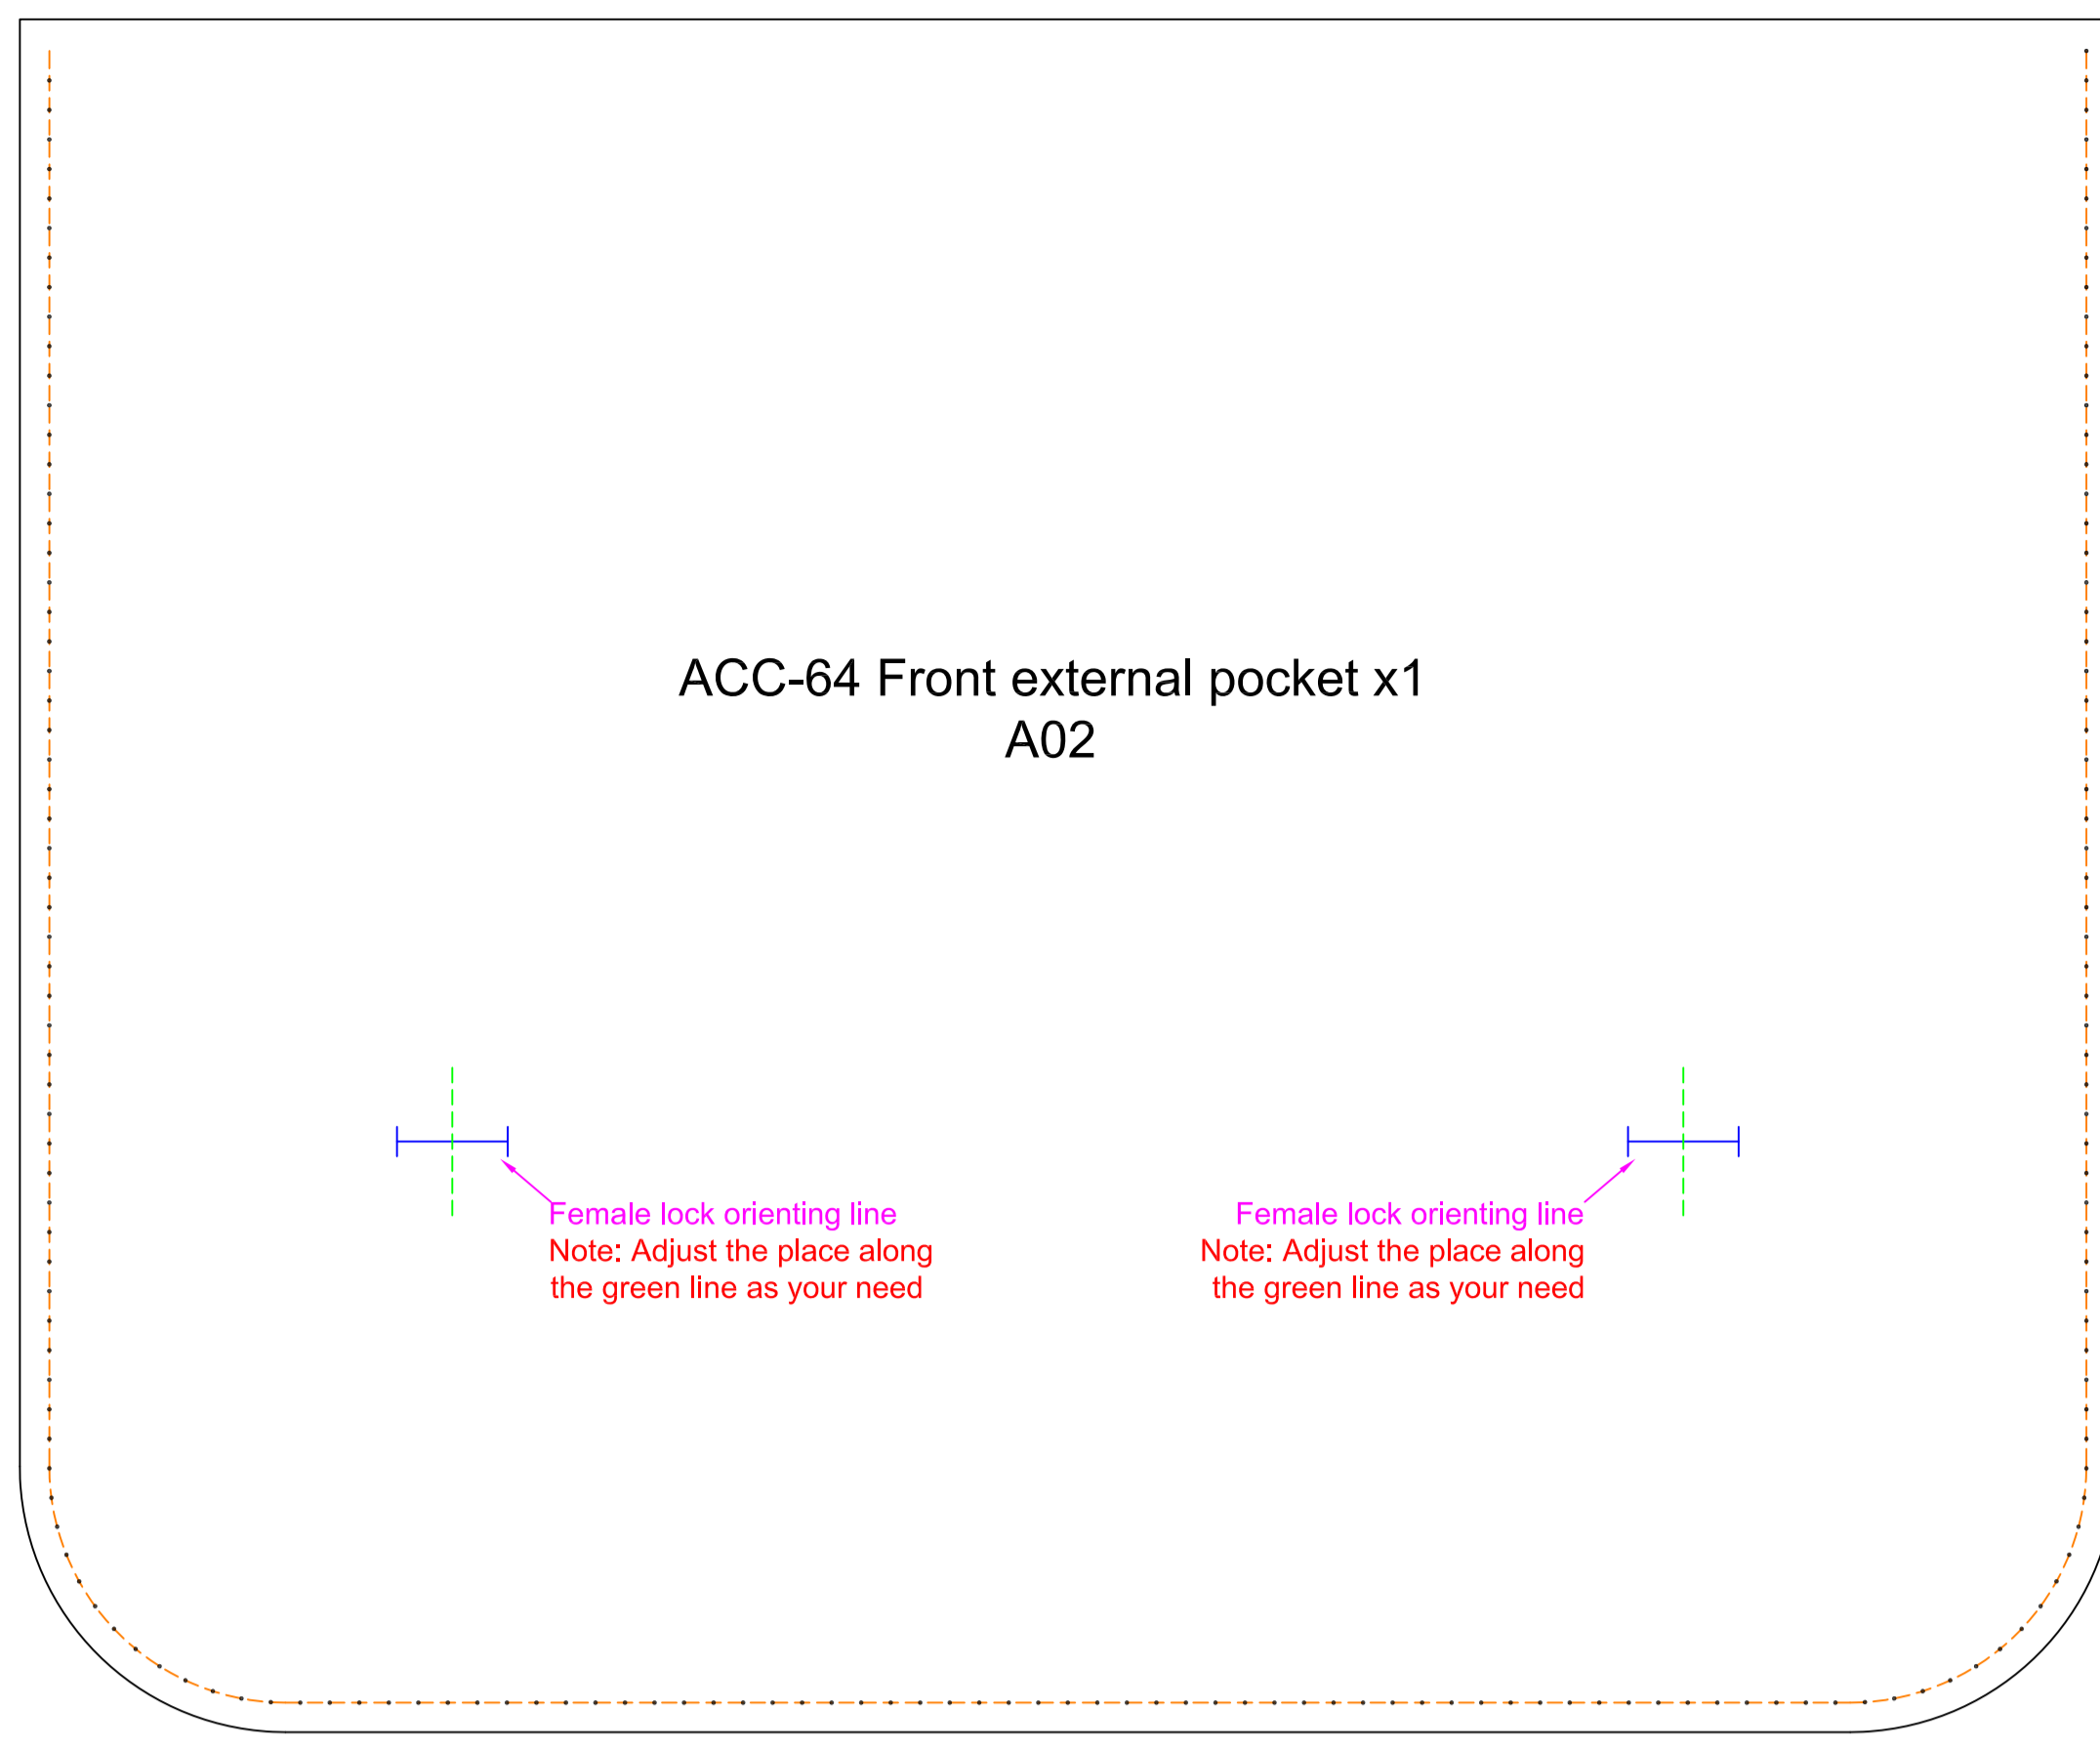 ACC-64 Front external pocket x1
A02
Female lock orienting line
Note: Adjust the place along
the green line as your need
Female lock orienting line
Note: Adjust the place along
the green line as your need